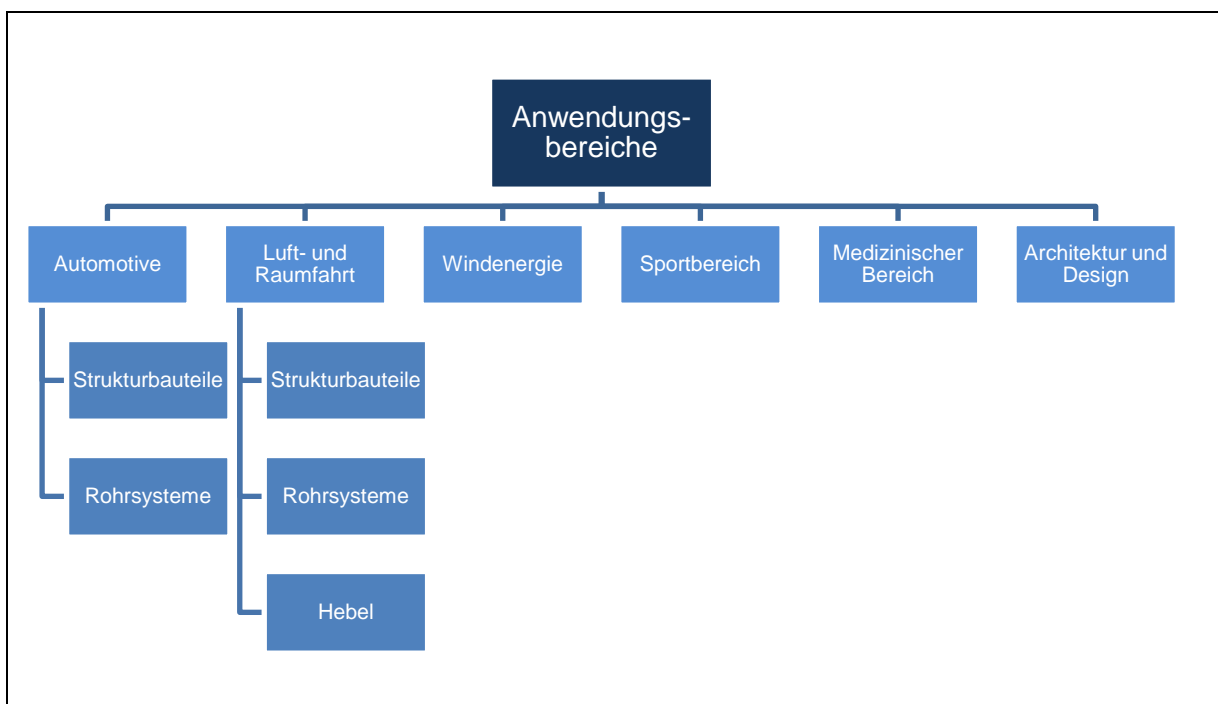 Anwendungs-
bereiche
Automotive
Luft- und
Raumfahrt
Windenergie
Sportbereich
Medizinischer
Bereich
Architektur und
Design
Strukturbauteile
Strukturbauteile
Rohrsysteme
Rohrsysteme
Hebel